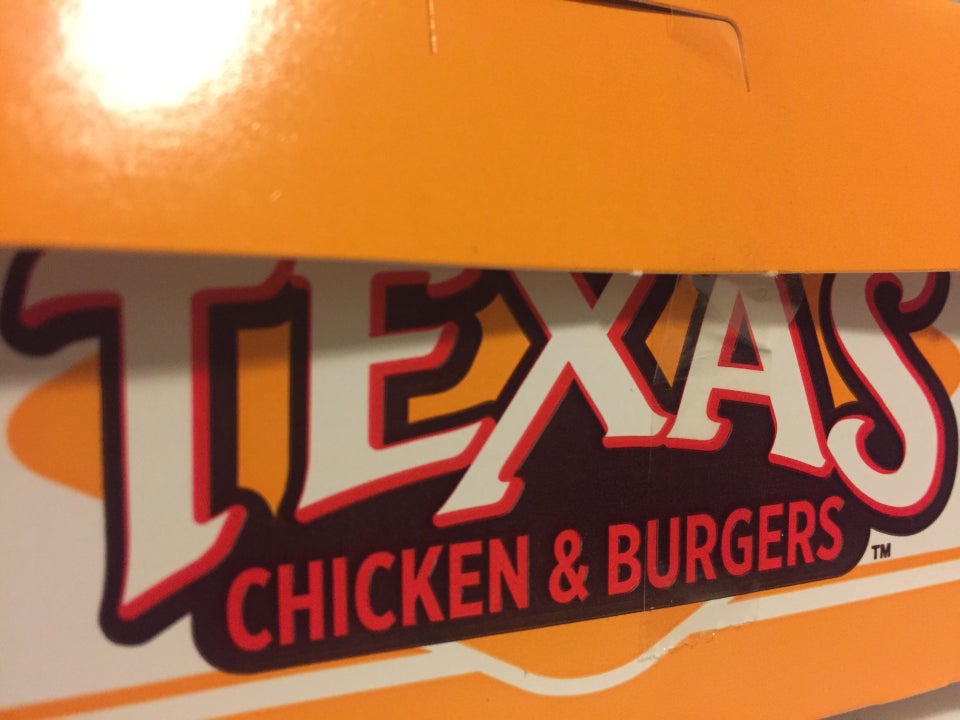 TEXAS
CHICKEN & BURGERS
™